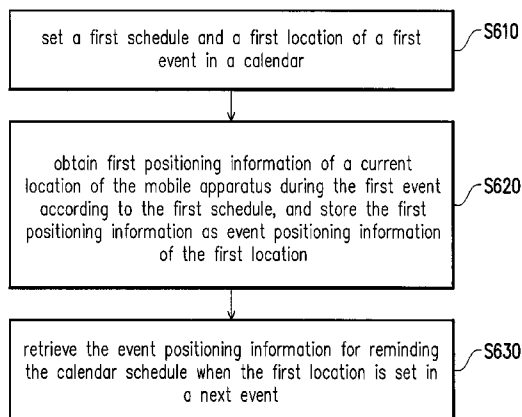 set a first schedule and a first location of a first
event in a calendar
S610
obtain first positioning information of a current
location of the mobile apparatus during the first event
according to the first schedule, and store the first
positioning information as event positioning information
of the first location
S620
retrieve the event positioning information for reminding
the calendar schedule when the first location is set in
a next event
S630